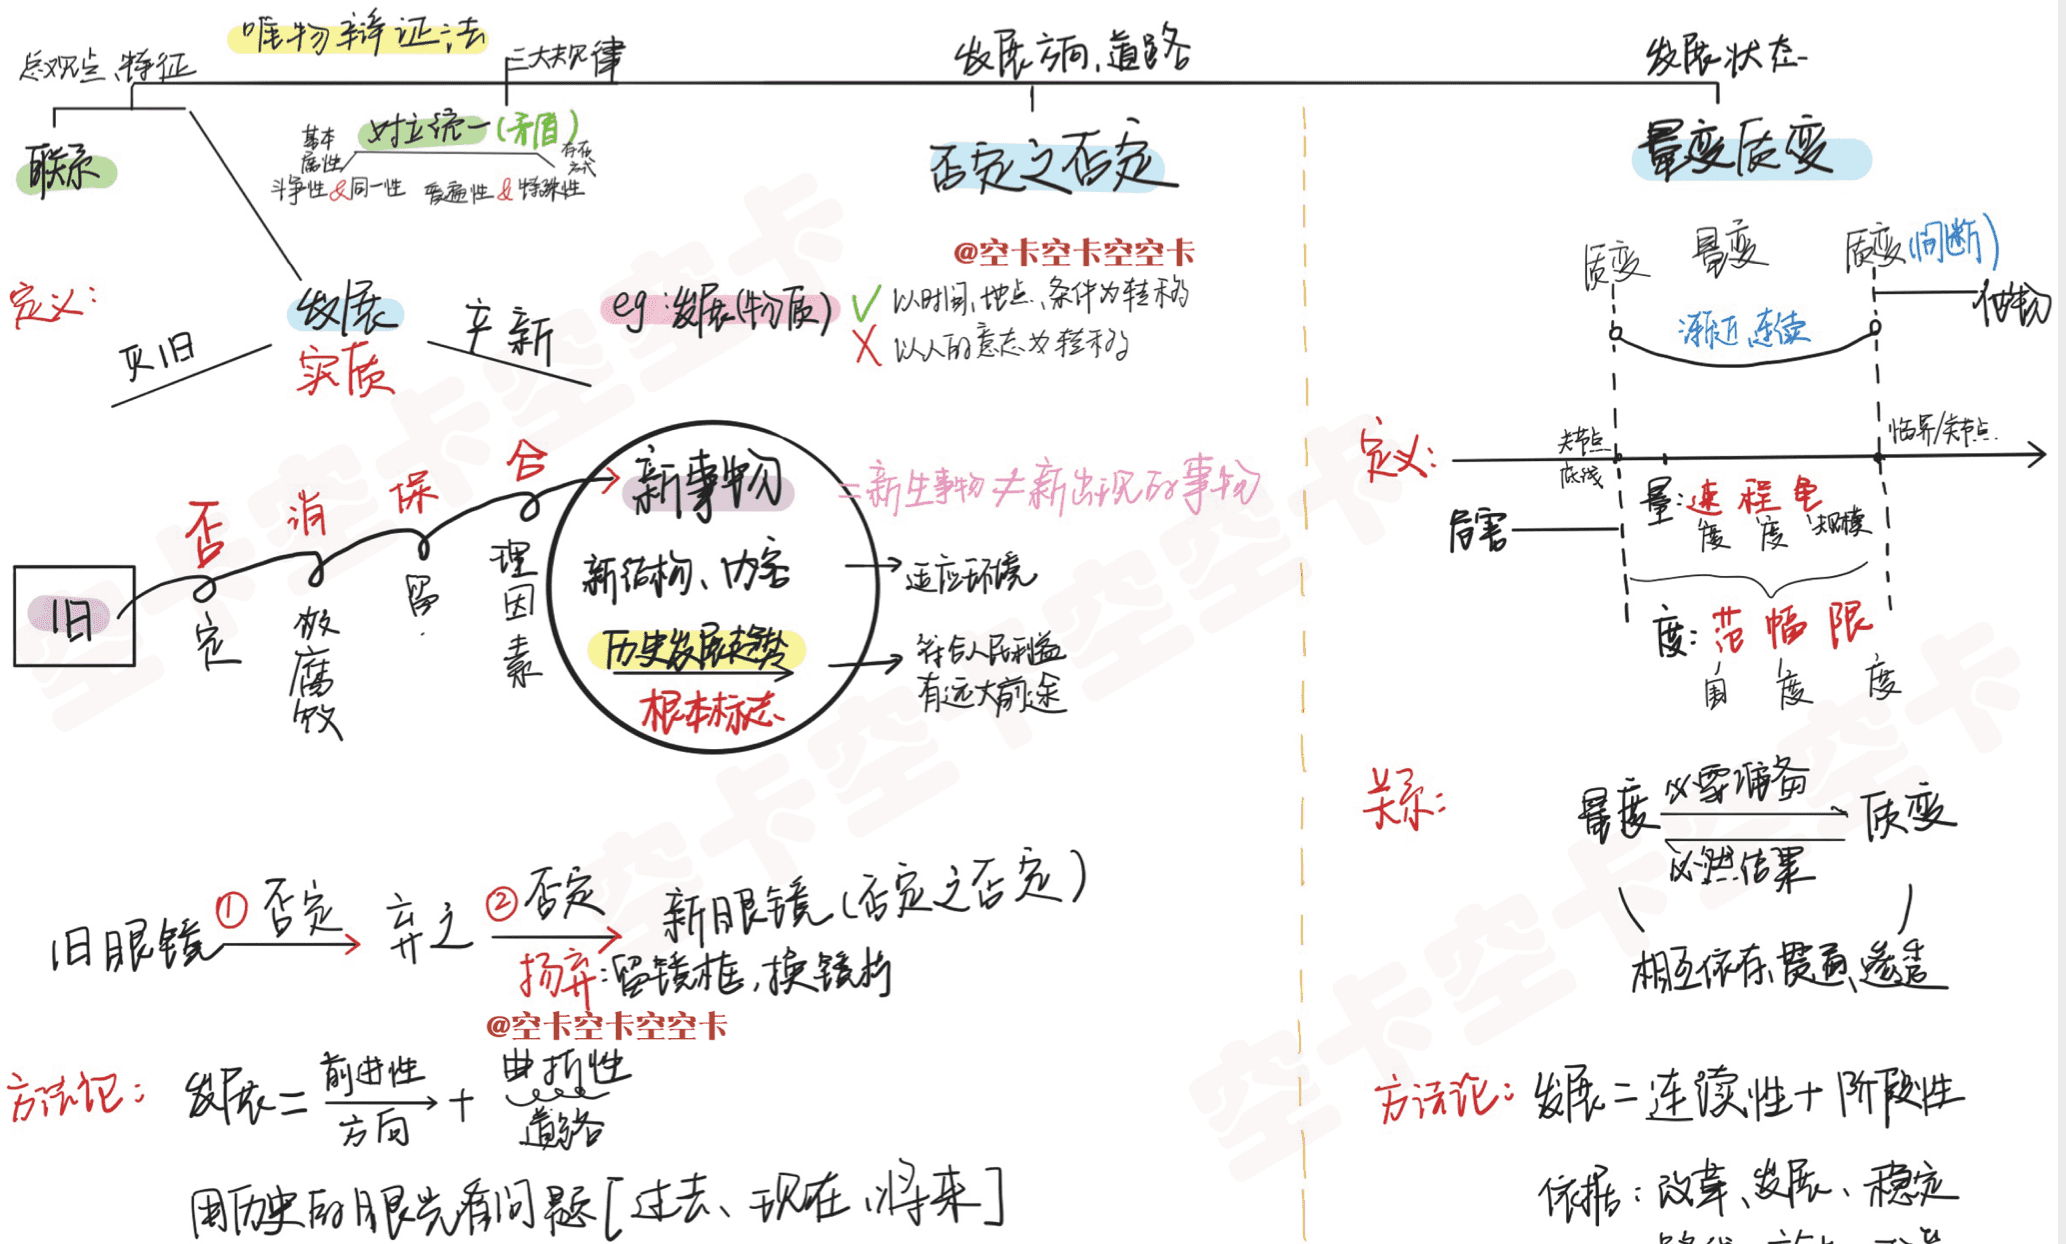 唯物辩证法
总观点、特征
三大规律
发展方向、道路
发展状态
联系
基本属性
对立统一(矛盾)
存在
斗争性&同一性 普遍性&特殊性
否定之否定
量变质变
@空卡空卡空空卡
定义:
灭旧
发展
实质
产新
eg:发展(物质)
✓ 以时间、地点、条件为转移的
X 以人的意志为转移的
旧
否定
消极腐败
保留
合理因素
新事物
=新生事物≠新出现的事物
新结构、内容
→适应环境
历史发展趋势
根本标志
→符合人民利益
有远大前途
旧眼镜 ①否定 弃之 ②否定 新眼镜(否定之否定)
扬弃:留镜框,换镜片
@空卡空卡空空卡
方法论: 发展=前进性 方向 + 曲折性 道路
用历史的眼光看问题[过去、现在、将来]
质变 量变 质变(间断)
渐进、连续
定义:
关节点
底线
临界/关节点
危害
量:速度 程度 规模
度:范围 幅度 限度
关系:
量度 必要准备 质变
必然结果
相互依存、贯通、渗透
方法论: 发展=连续性+阶段性
依据:改革、发展、稳定